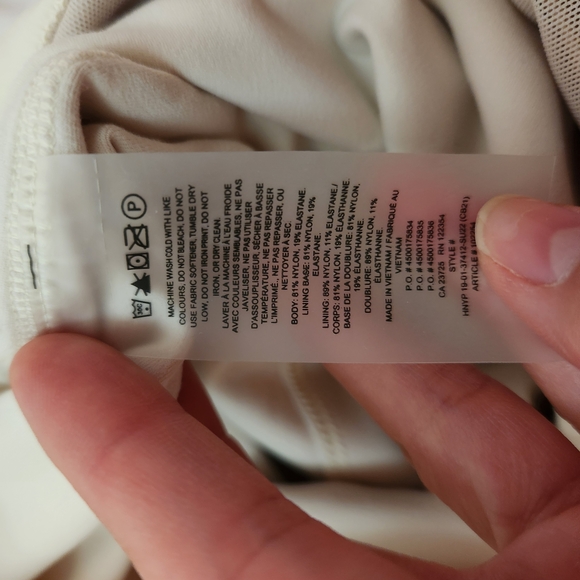 MACHINE WASH COLD WITH LIKE
COLOURS, DO NOT BLEACH, DO NOT
USE FABRIC SOFTENER, TUMBLE DRY
LOW. DO NOT IRON PRINT, DO NOT
IRON, OR DRY CLEAN.
LAVER À LA MACHINE À L'EAU FROIDE
AVEC COULEURS SEMBLABLES, NE PAS
JAVELISER, NE PAS UTILISER
D'ASSOUPLISSEUR, SÉCHER À BASSE
TEMPÉRATURE, NE PAS REPASSER
L'IMPRIMÉ, NE PAS REPASSER, OU
NETTOYER À SEC.
BODY: 81% NYLON, 19% ELASTANE.
LINING BASE: 81% NYLON, 19%
ELASTANE.
LINING: 89% NYLON, 11% ELASTANE /
CORPS: 81% NYLON, 19% ÉLASTHANNE.
BASE DE LA DOUBLURE: 81% NYLON,
19% ÉLASTHANNE.
DOUBLURE: 89% NYLON, 11%
ÉLASTHANNE.
MADE IN VIETNAM / FABRIQUÉ AU
VIETNAM
P.O. # 4500175834
P.O. # 4500175835
P.O. # 4500175836
CA 23725 RN 122364
STYLE #
ARTICLE #